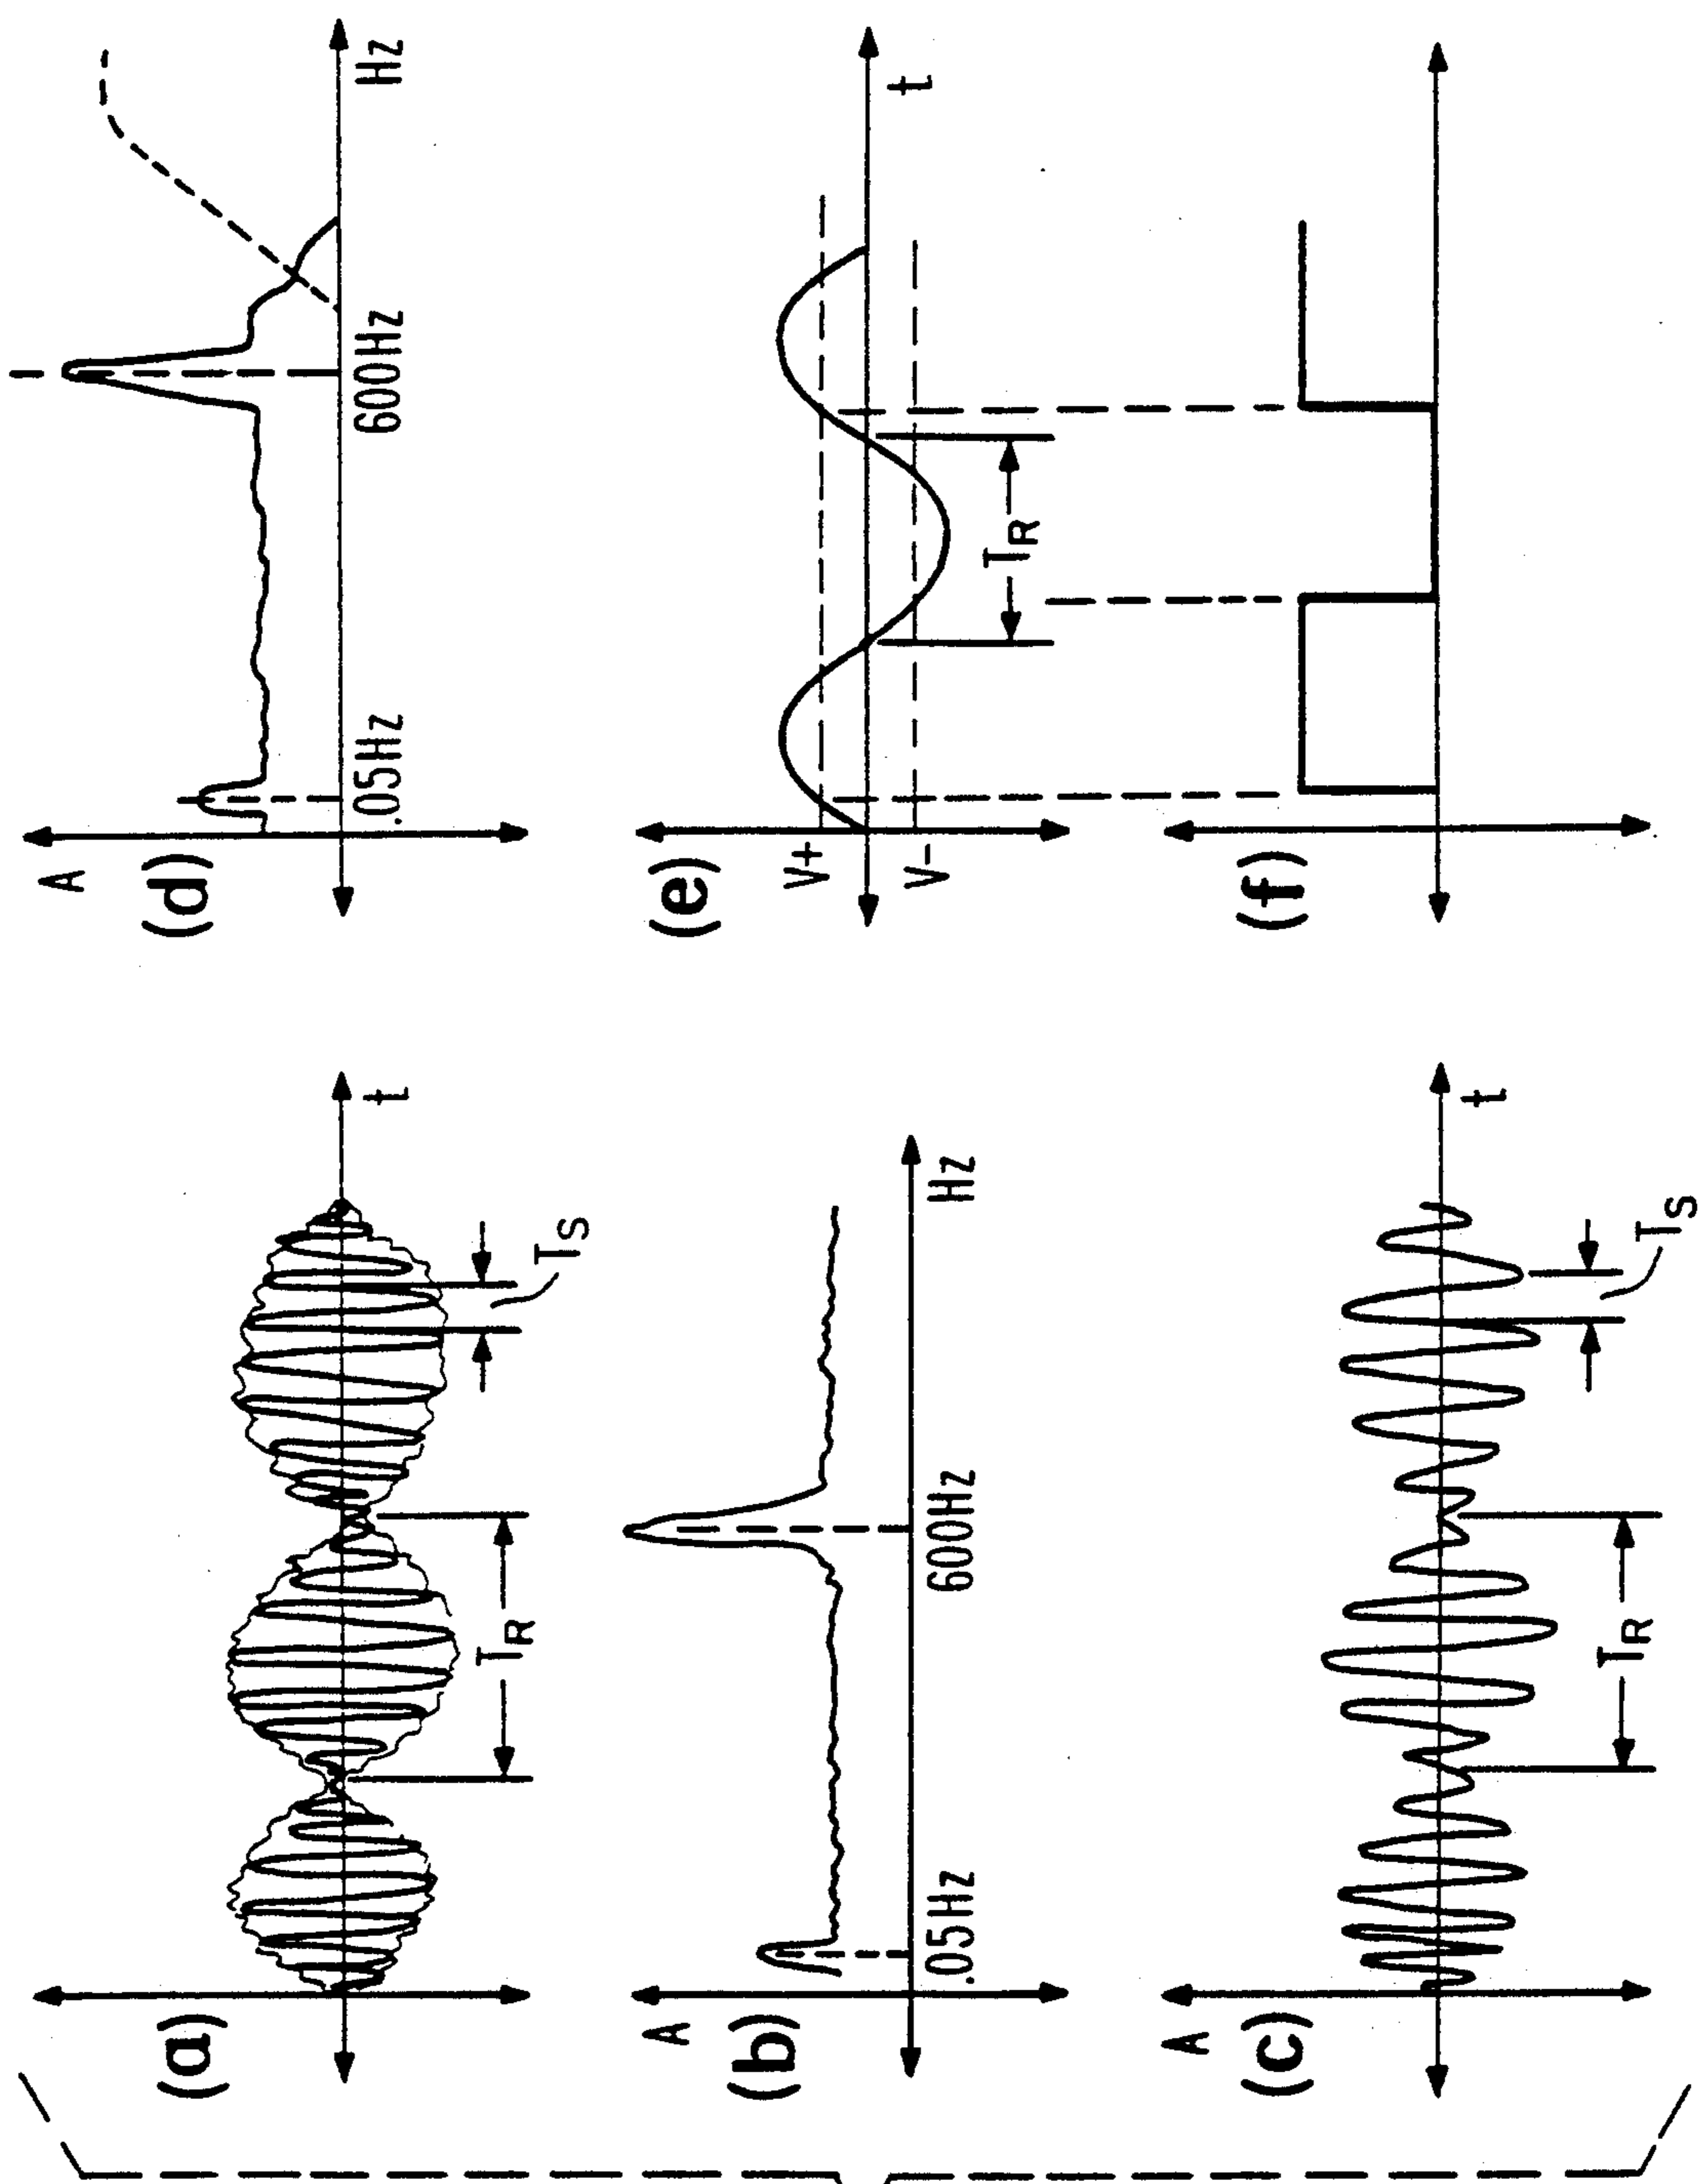 A
(a)
t
T_S
T_R
A
(b)
.05Hz
600Hz
Hz
A
(c)
t
T_S
T_R
A
(d)
.05Hz
600Hz
Hz
(e)
V+
V-
t
T_R
(f)